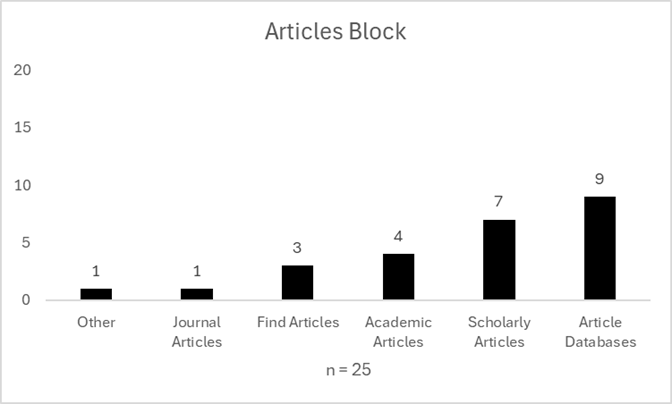 Articles Block
20
15
10
5
0
1
1
3
4
7
9
Other
Journal
Articles
Find Articles
Academic
Articles
Scholarly
Articles
Article
Databases
n = 25